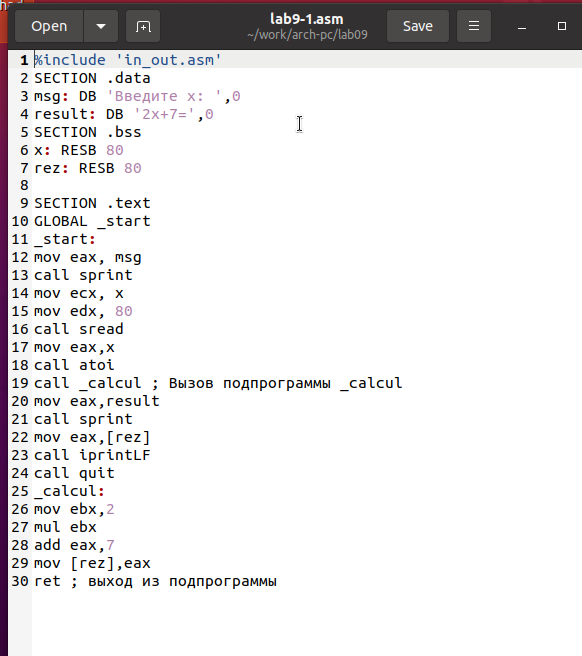 Open
lab9-1.asm
~/work/arch-pc/lab09
Save
1 %include 'in_out.asm'
2 SECTION .data
3 msg: DB 'Введите x: ',0
4 result: DB '2x+7=',0
5 SECTION .bss
6 x: RESB 80
7 rez: RESB 80
8
9 SECTION .text
10 GLOBAL _start
11 _start:
12 mov eax, msg
13 call sprint
14 mov ecx, x
15 mov edx, 80
16 call sread
17 mov eax,x
18 call atoi
19 call _calcul ; Вызов подпрограммы _calcul
20 mov eax,result
21 call sprint
22 mov eax,[rez]
23 call iprintLF
24 call quit
25 _calcul:
26 mov ebx,2
27 mul ebx
28 add eax,7
29 mov [rez],eax
30 ret ; выход из подпрограммы